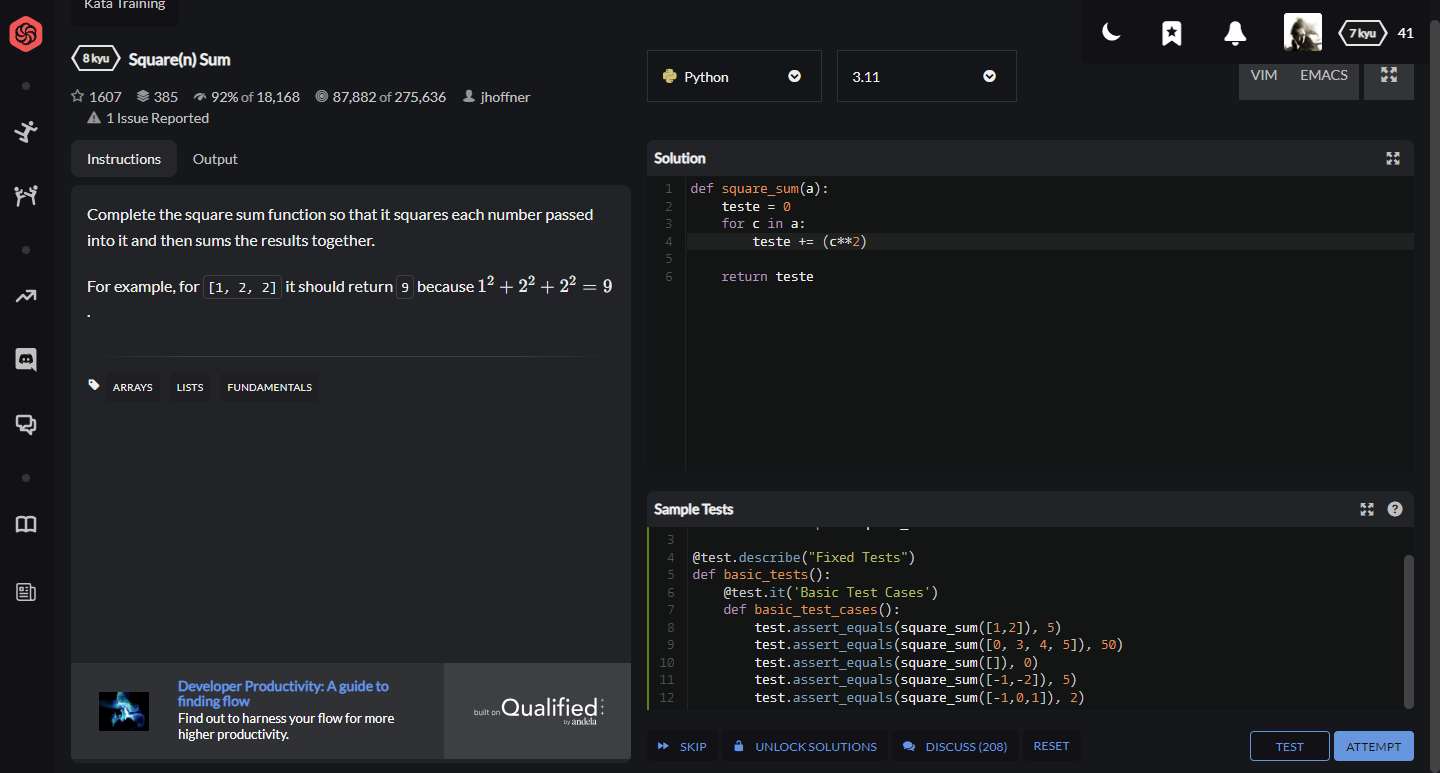 Kata Training
7 kyu 41
8 kyu Square(n) Sum
1607 385 92% of 18,168 87,882 of 275,636 jhoffner
1 Issue Reported
Python 3.11 VIM EMACS
Instructions Output
Complete the square sum function so that it squares each number passed
into it and then sums the results together.
For example, for [1, 2, 2] it should return 9 because 1² + 2² + 2² = 9
.
ARRAYS LISTS FUNDAMENTALS
Developer Productivity: A guide to
finding flow
Find out to harness your flow for more
higher productivity.
built on Qualified
by andela
Solution
1 def square_sum(a):
2     teste = 0
3     for c in a:
4         teste += (c**2)
5
6     return teste
Sample Tests
3
4 @test.describe("Fixed Tests")
5 def basic_tests():
6     @test.it('Basic Test Cases')
7     def basic_test_cases():
8         test.assert_equals(square_sum([1,2]), 5)
9         test.assert_equals(square_sum([0, 3, 4, 5]), 50)
10         test.assert_equals(square_sum([]), 0)
11         test.assert_equals(square_sum([-1,-2]), 5)
12         test.assert_equals(square_sum([-1,0,1]), 2)
SKIP UNLOCK SOLUTIONS DISCUSS (208) RESET TEST ATTEMPT